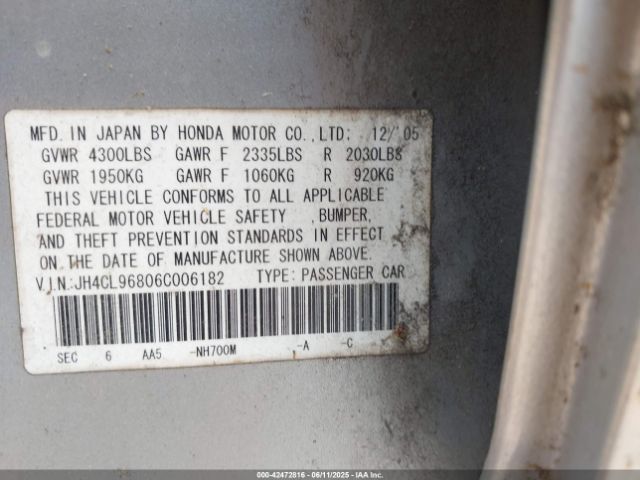 MFD. IN JAPAN BY HONDA MOTOR CO., LTD: 12/'05
GVWR 4300LBS GAWR F 2335LBS R 2030LBS
GVWR 1950KG GAWR F 1060KG R 920KG
THIS VEHICLE CONFORMS TO ALL APPLICABLE
FEDERAL MOTOR VEHICLE SAFETY , BUMPER,
AND THEFT PREVENTION STANDARDS IN EFFECT
ON THE DATE OF MANUFACTURE SHOWN ABOVE.
V.I.N.:JH4CL96806C006182 TYPE: PASSENGER CAR
SEC 6 AA5 -NH700M -A -C
000-42472816 - 06/11/2025 - IAA Inc.